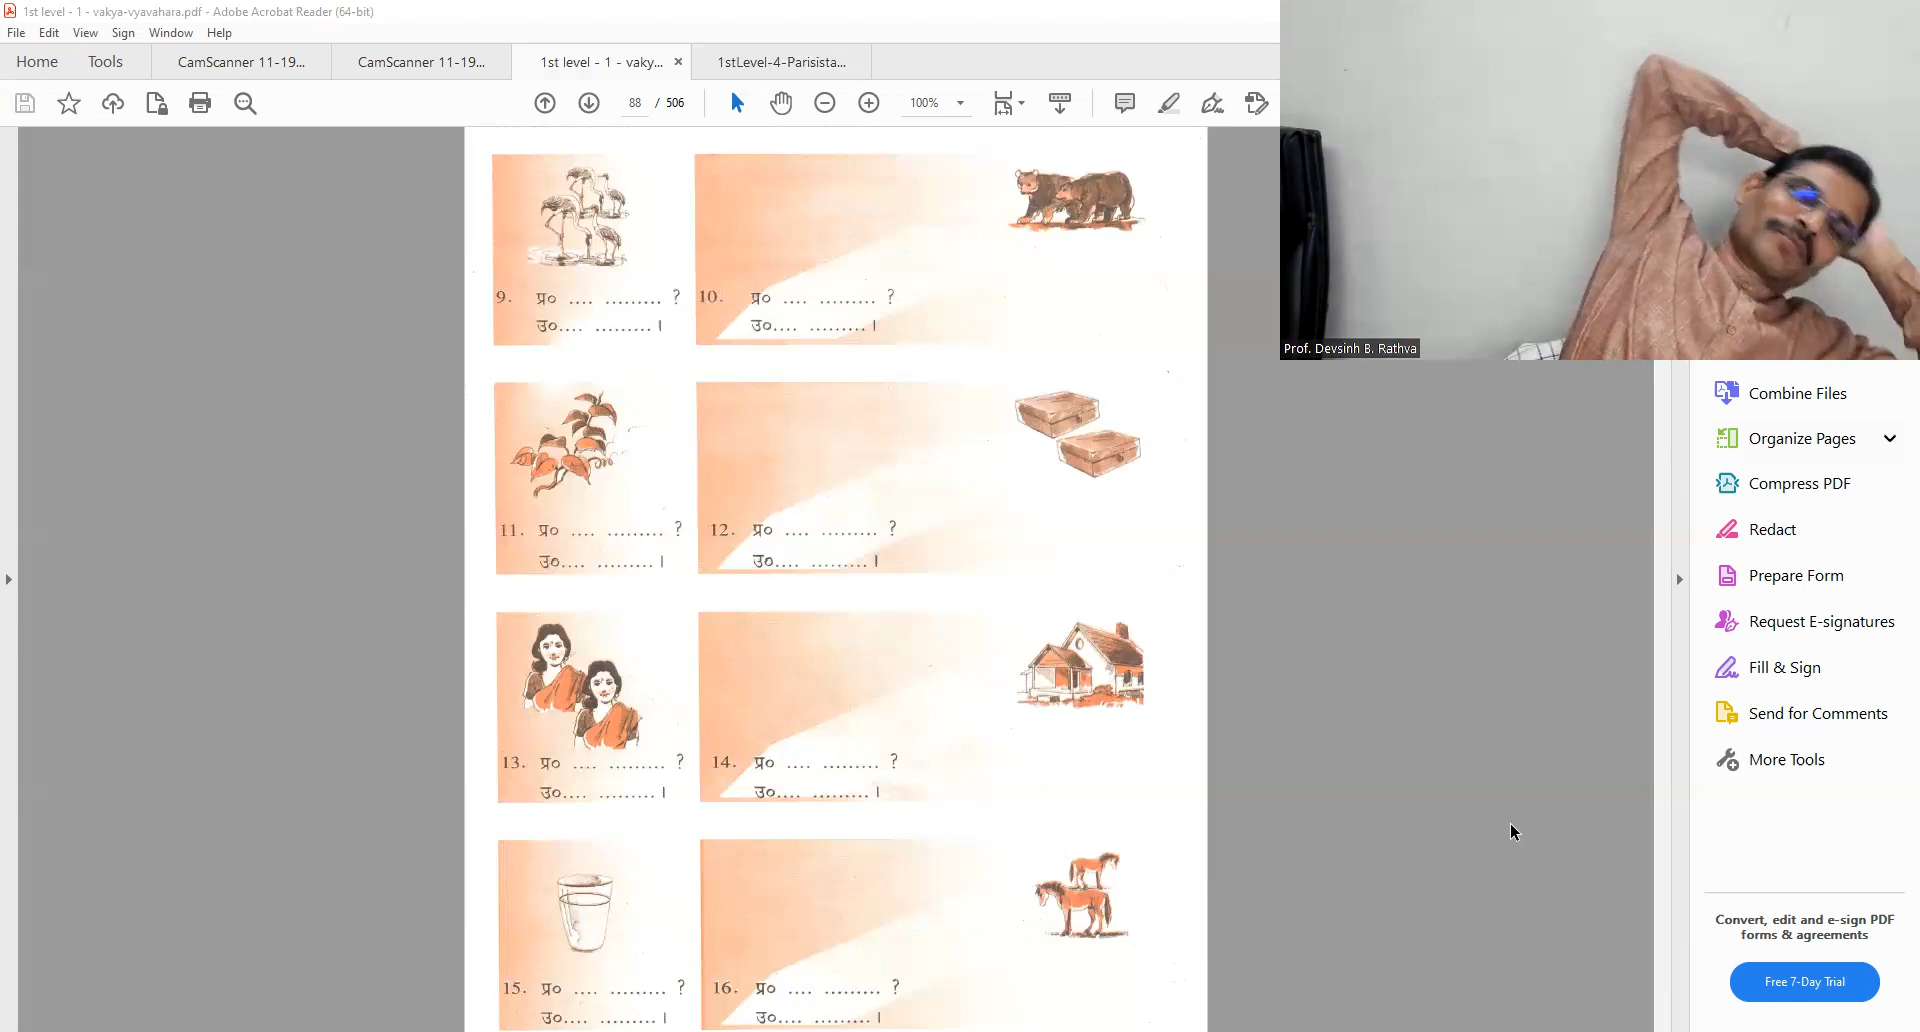 1st level - 1 - vakya-vyavahara.pdf - Adobe Acrobat Reader (64-bit)
File Edit View Sign Window Help
Home Tools CamScanner 11-19... CamScanner 11-19... 1st level - 1 - vaky... × 1stLevel-4-Parisista...
88 / 506 100%
Prof. Devsinh B. Rathva
9. प्र० .... ......... ? 10. प्र० .... ......... ?
उ०.... ......... । उ०.... ......... ।
11. प्र० .... ......... ? 12. प्र० .... ......... ?
उ०.... ......... । उ०.... ......... ।
13. प्र० .... ......... ? 14. प्र० .... ......... ?
उ०.... ......... । उ०.... ......... ।
15. प्र० .... ......... ? 16. प्र० .... ......... ?
उ०.... ......... । उ०.... ......... ।
Combine Files
Organize Pages
Compress PDF
Redact
Prepare Form
Request E-signatures
Fill & Sign
Send for Comments
More Tools
Convert, edit and e-sign PDF
forms & agreements
Free 7-Day Trial